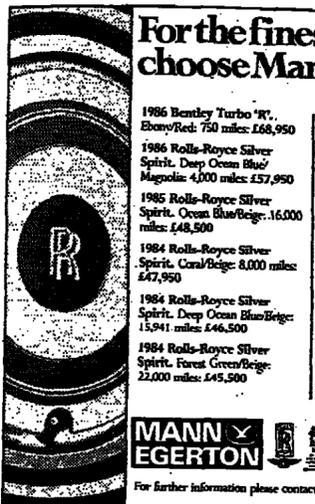 For the fines
choose Mar
1986 Bentley Turbo "R".
Ebony/Red: 750 miles: £68,950
1986 Rolls-Royce Silver
Spirit. Deep Ocean Blue/
Magnolia: 4,000 miles: £57,950
1985 Rolls-Royce Silver
Spirit. Ocean Blue/Beige: 16,000
miles: £48,500
1984 Rolls-Royce Silver
Spirit. Coral/Beige: 8,000 miles:
£47,950
1984 Rolls-Royce Silver
Spirit. Deep Ocean Blue/Beige:
15,941 miles: £46,500
1984 Rolls-Royce Silver
Spirit. Forest Green/Beige:
22,000 miles: £45,500
MANN
EGERTON
For further information please contac